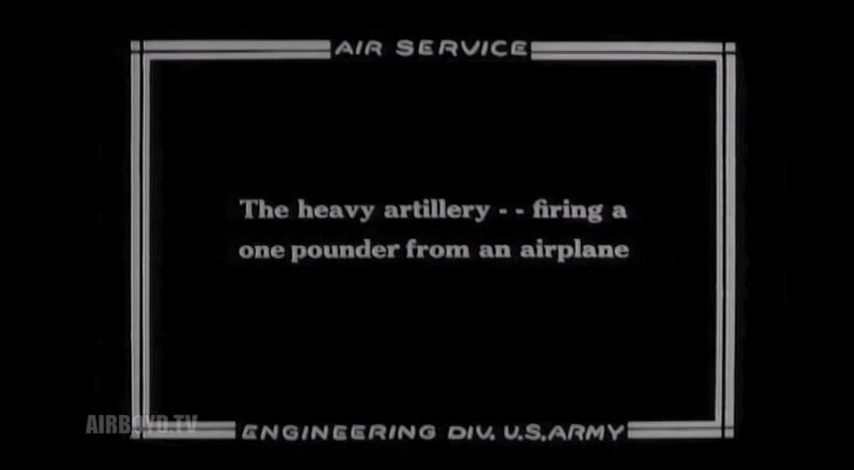 AIR SERVICE
The heavy artillery - - firing a
one pounder from an airplane
AIRBOYD.TV
ENGINEERING DIV. U.S. ARMY